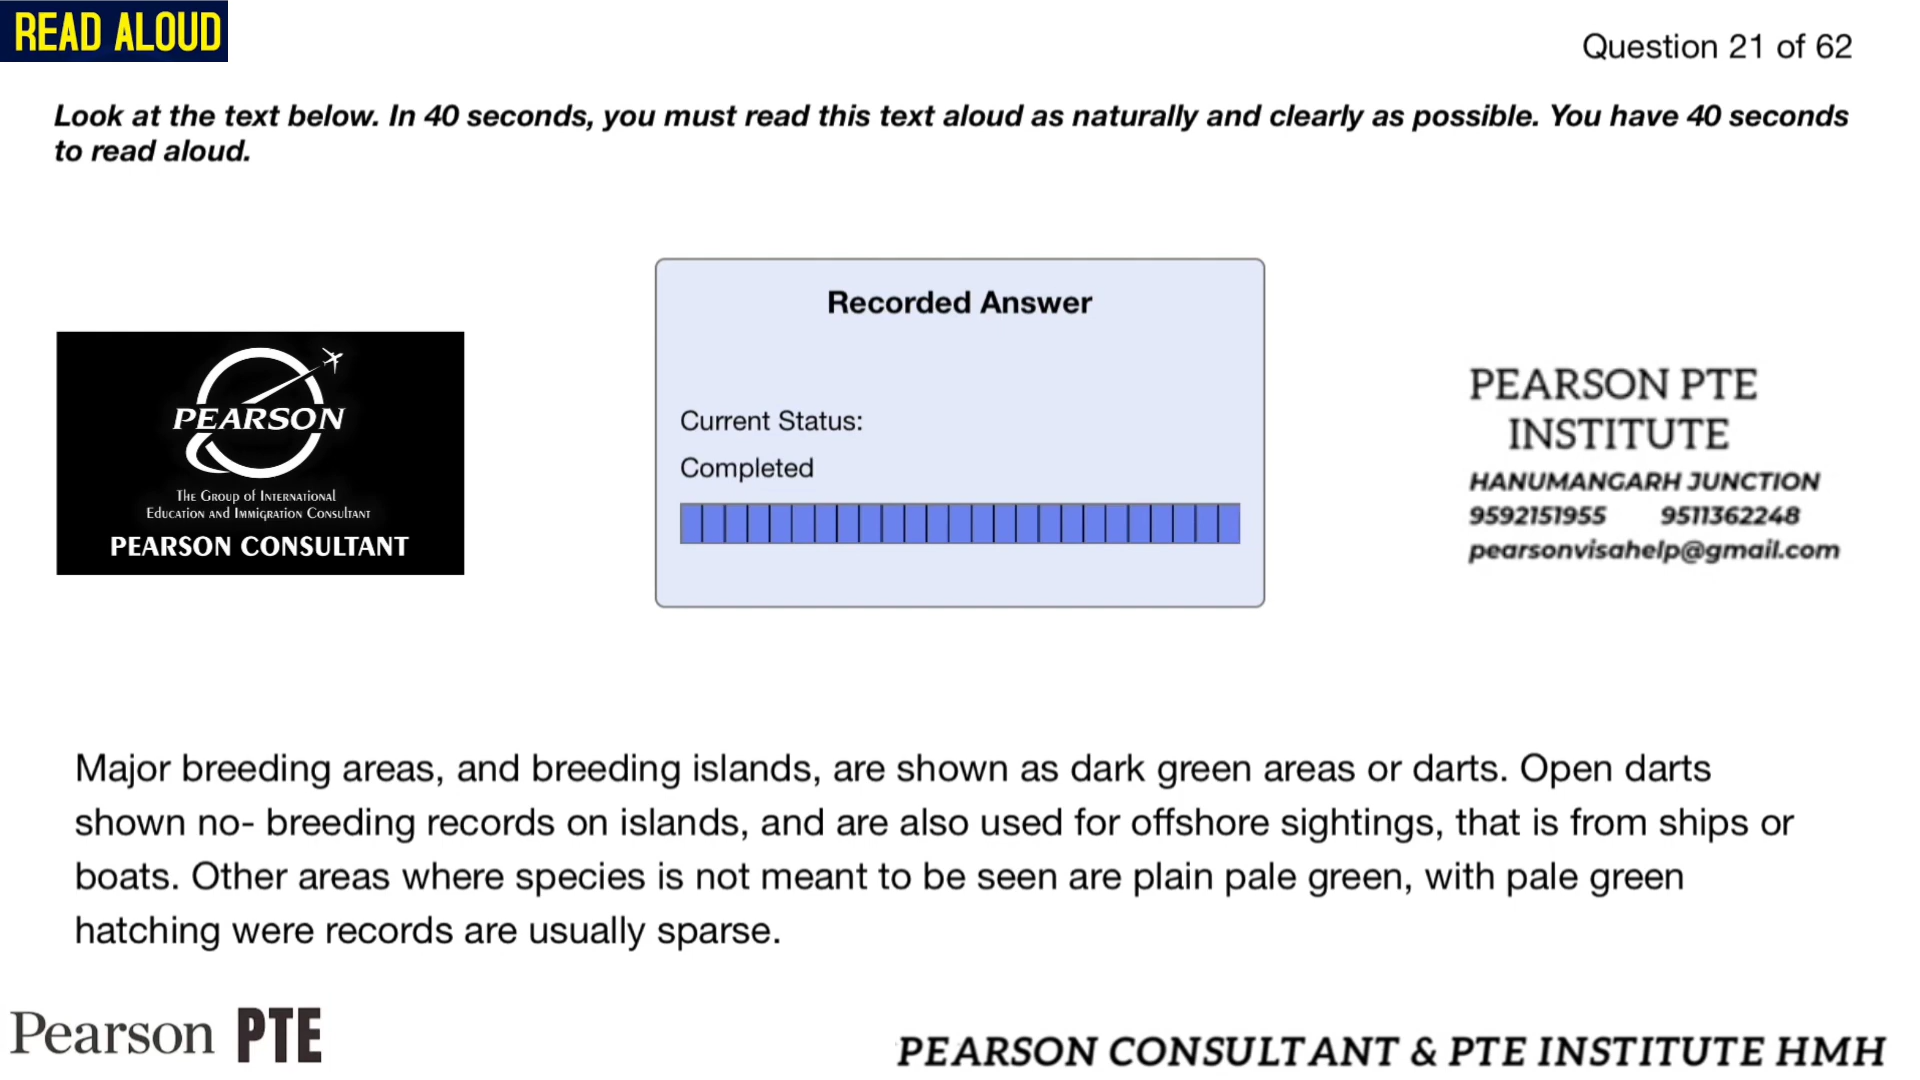 READ ALOUD
Question 21 of 62
Look at the text below. In 40 seconds, you must read this text aloud as naturally and clearly as possible. You have 40 seconds
to read aloud.
Recorded Answer
Current Status:
Completed
PEARSON
The Group of International
Education and Immigration Consultant
PEARSON CONSULTANT
PEARSON PTE
INSTITUTE
HANUMANGARH JUNCTION
9592151955 9511362248
pearsonvisahelp@gmail.com
Major breeding areas, and breeding islands, are shown as dark green areas or darts. Open darts
shown no- breeding records on islands, and are also used for offshore sightings, that is from ships or
boats. Other areas where species is not meant to be seen are plain pale green, with pale green
hatching were records are usually sparse.
Pearson PTE
PEARSON CONSULTANT & PTE INSTITUTE HMH